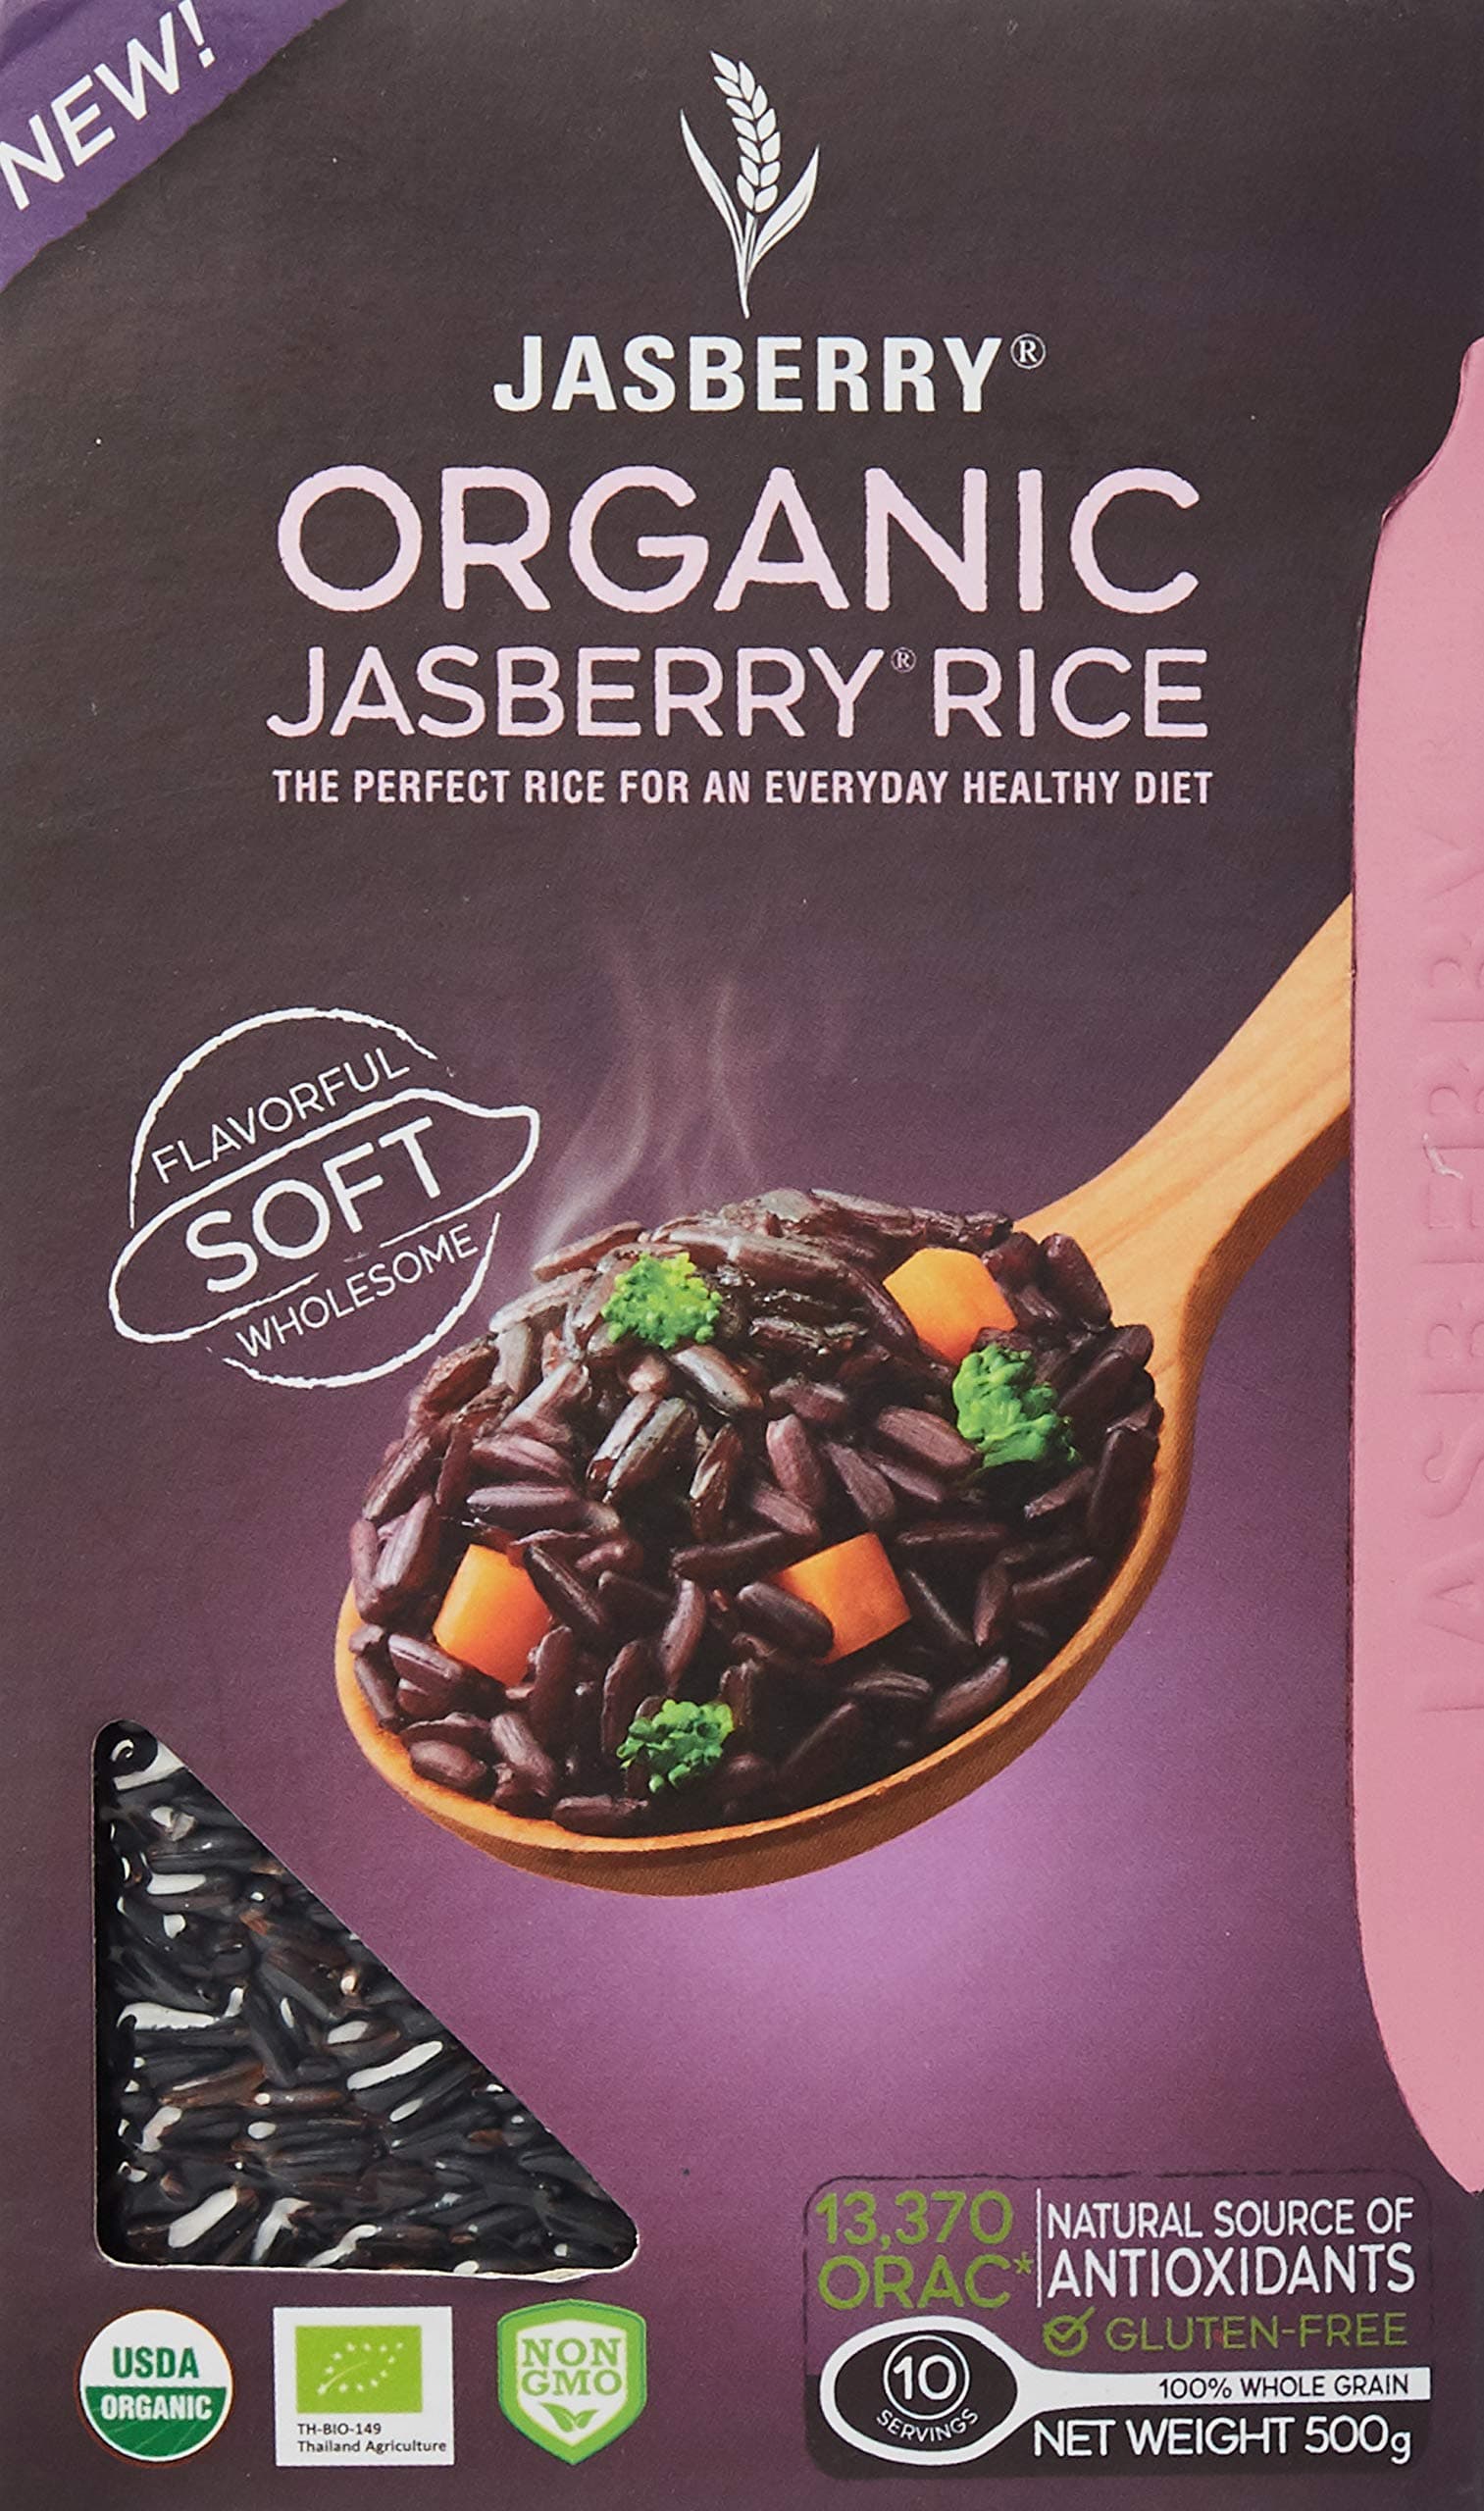 NEW!
JASBERRY®
ORGANIC
JASBERRY® RICE
THE PERFECT RICE FOR AN EVERYDAY HEALTHY DIET
FLAVORFUL
SOFT
WHOLESOME
JASBERRY
13,370
ORAC*
NATURAL SOURCE OF
ANTIOXIDANTS
GLUTEN-FREE
10
SERVINGS
100% WHOLE GRAIN
NET WEIGHT 500g
USDA
ORGANIC
TH-BIO-149
Thailand Agriculture
NON
GMO